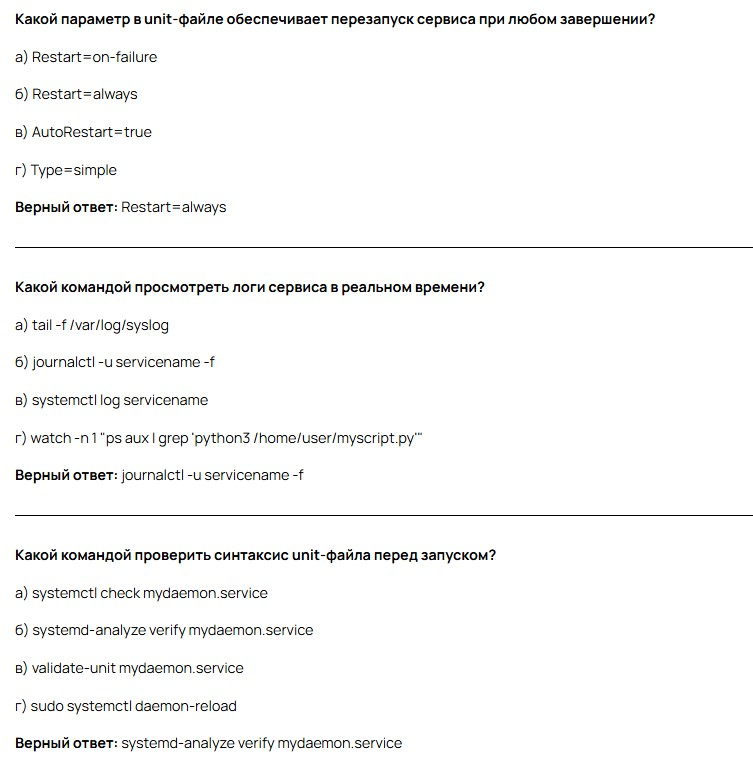 Какой параметр в unit-файле обеспечивает перезапуск сервиса при любом завершении?
а) Restart=on-failure
б) Restart=always
в) AutoRestart=true
г) Type=simple
Верный ответ: Restart=always
Какой командой просмотреть логи сервиса в реальном времени?
а) tail -f /var/log/syslog
б) journalctl -u servicename -f
в) systemctl log servicename
г) watch -n 1 "ps aux | grep 'python3 /home/user/myscript.py'"
Верный ответ: journalctl -u servicename -f
Какой командой проверить синтаксис unit-файла перед запуском?
а) systemctl check mydaemon.service
б) systemd-analyze verify mydaemon.service
в) validate-unit mydaemon.service
г) sudo systemctl daemon-reload
Верный ответ: systemd-analyze verify mydaemon.service